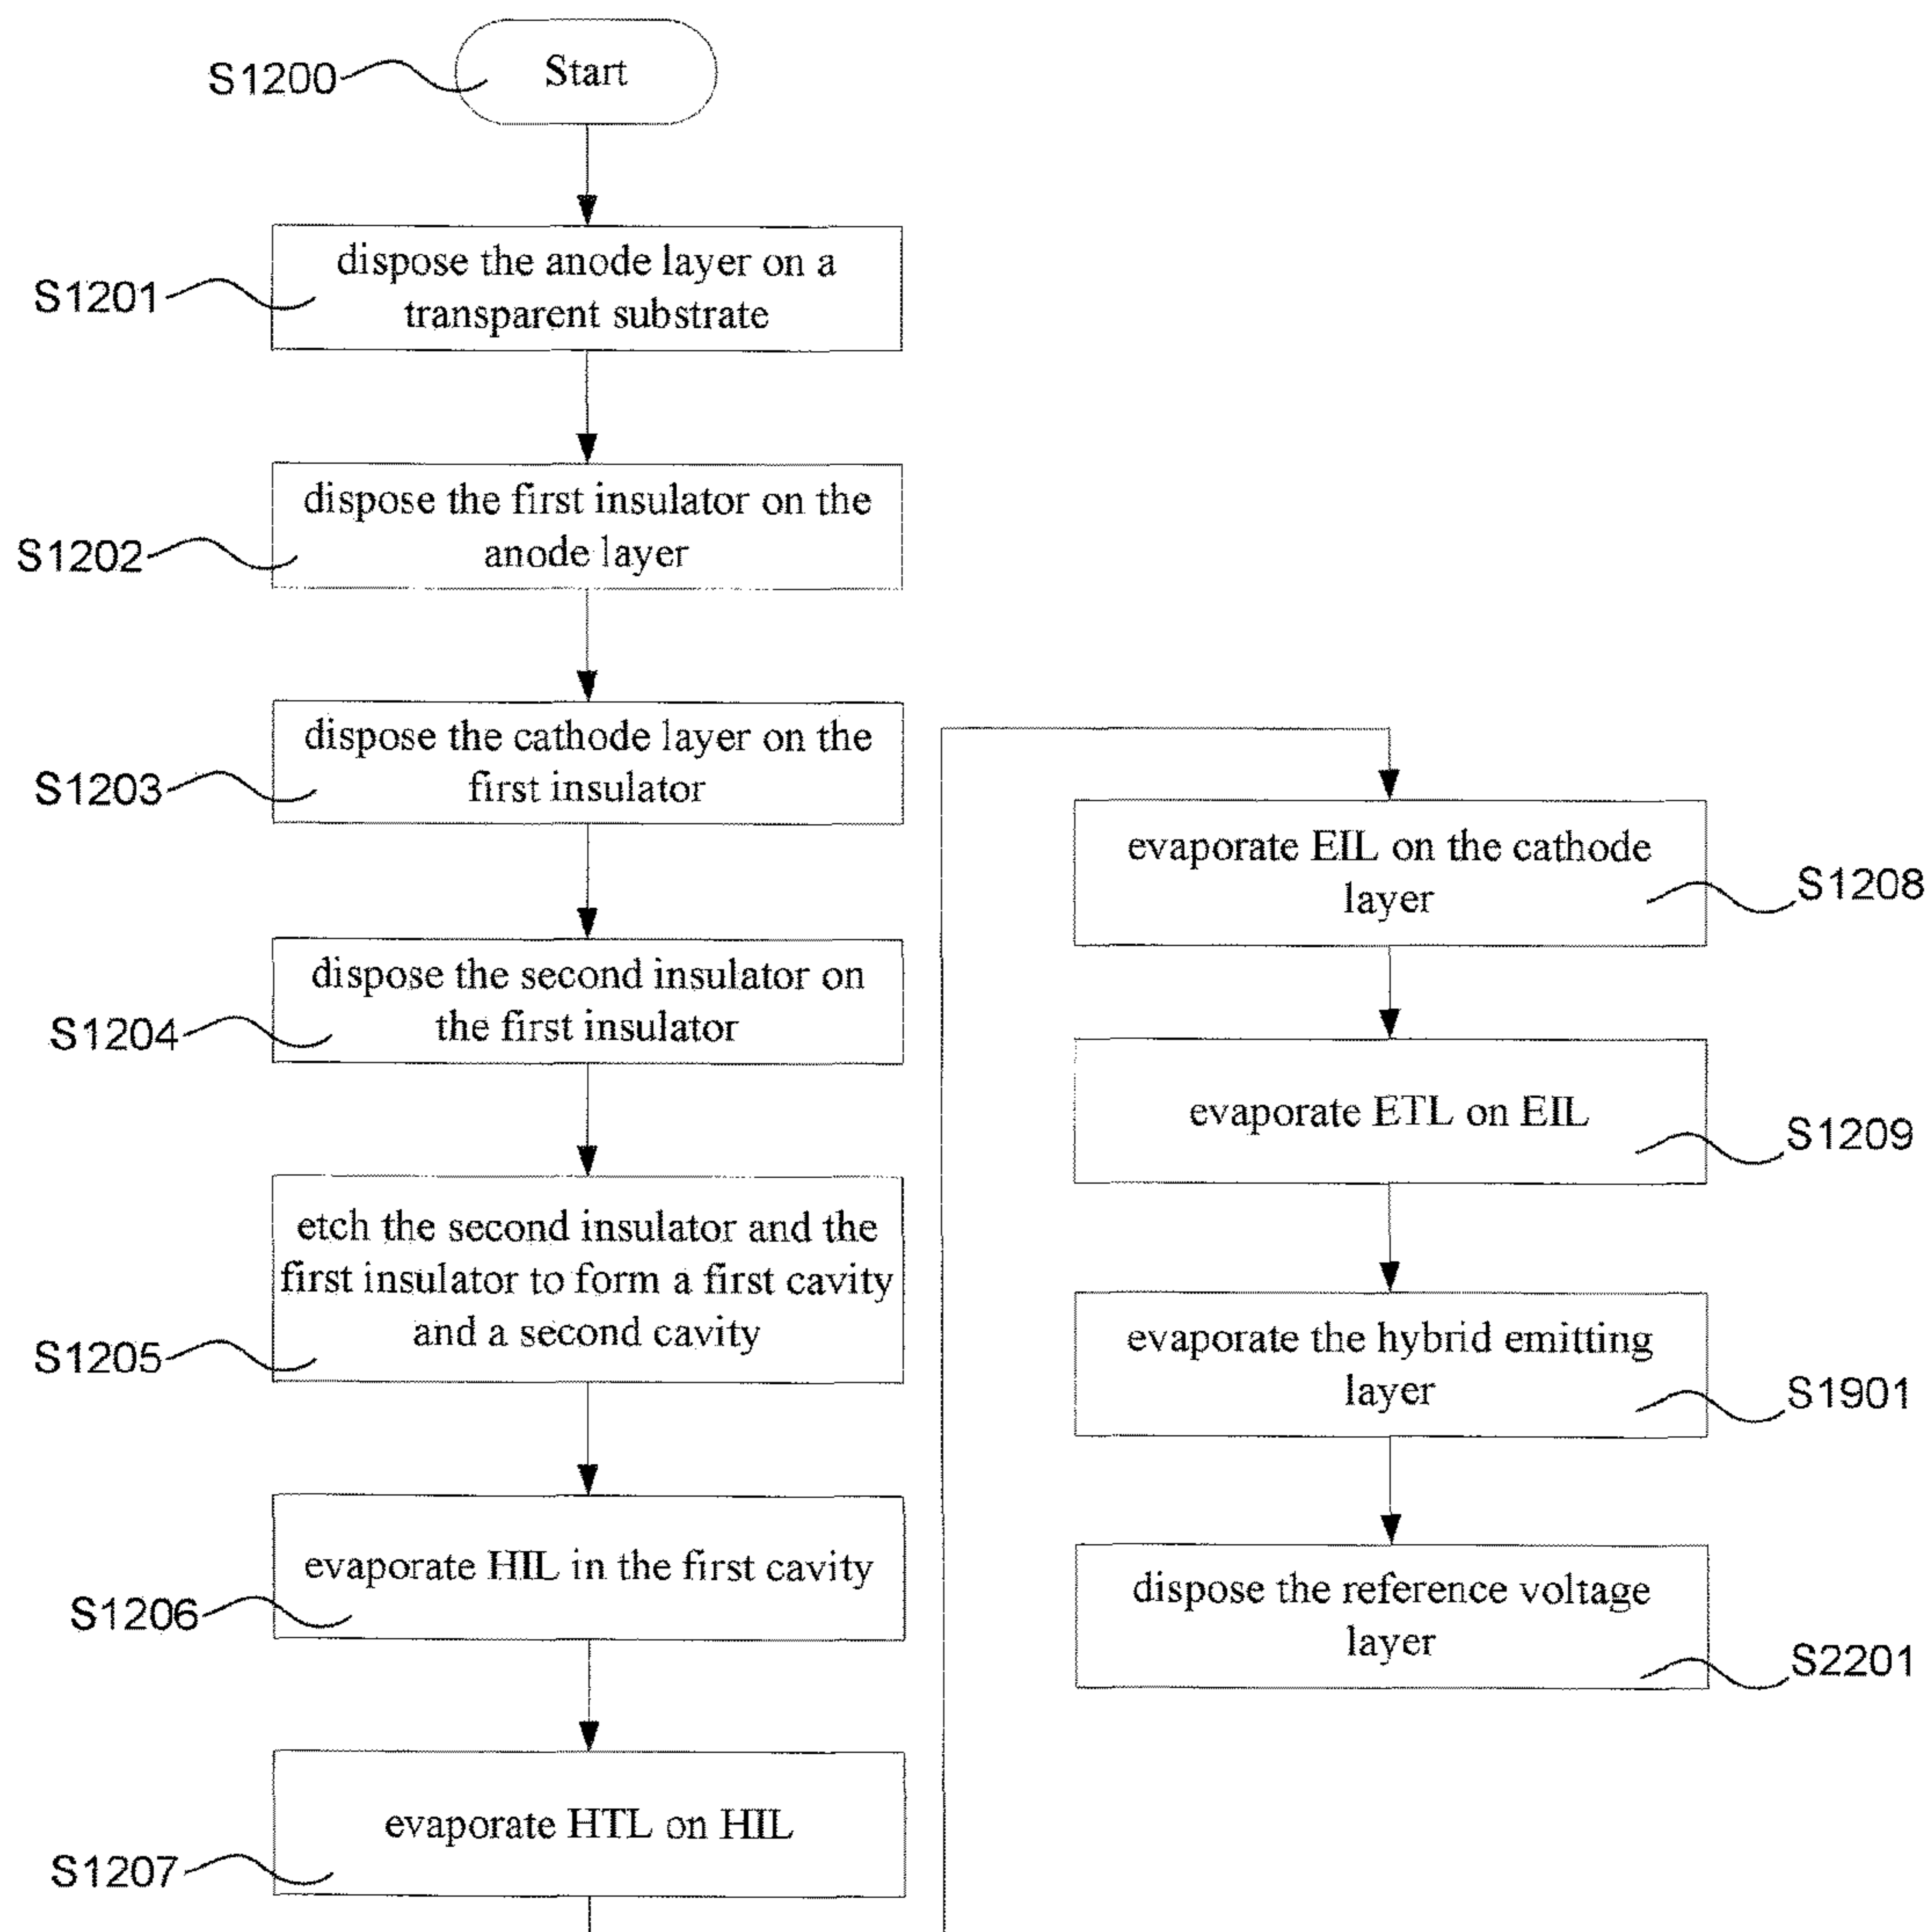 S1200
Start
S1201
dispose the anode layer on a
transparent substrate
S1202
dispose the first insulator on the
anode layer
S1203
dispose the cathode layer on the
first insulator
S1204
dispose the second insulator on
the first insulator
S1205
etch the second insulator and the
first insulator to form a first cavity
and a second cavity
S1206
evaporate HIL in the first cavity
S1207
evaporate HTL on HIL
evaporate EIL on the cathode
layer
S1208
evaporate ETL on EIL
S1209
evaporate the hybrid emitting
layer
S1901
dispose the reference voltage
layer
S2201